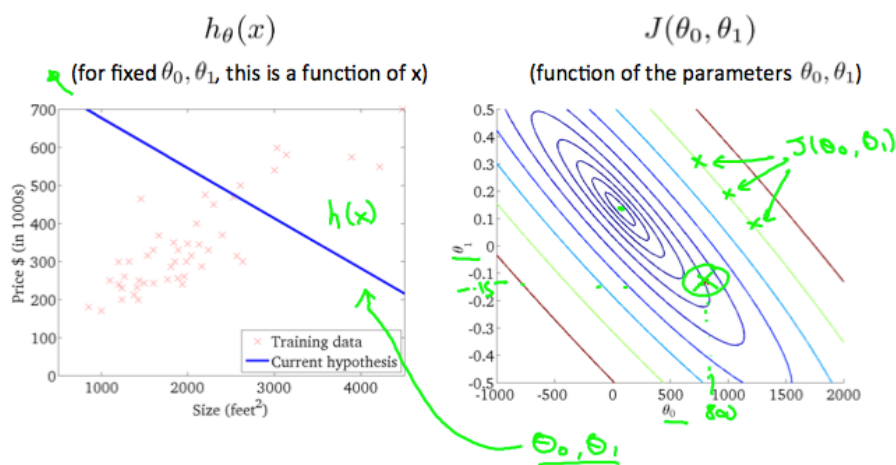 h_θ(x)
(for fixed θ₀, θ₁, this is a function of x)
Price $ (in 1000s)
700
600
500
400
300
200
100
0
1000
2000
3000
4000
Size (feet²)
Training data
Current hypothesis
h(x)
θ₀, θ₁
J(θ₀, θ₁)
(function of the parameters θ₀, θ₁)
θ₁
0.5
0.4
0.3
0.2
0.1
0
-0.1
-0.2
-0.3
-0.4
-0.5
-1000
-500
0
500
1000
1500
2000
θ₀
J(θ₀, θ₁)
-.15
800